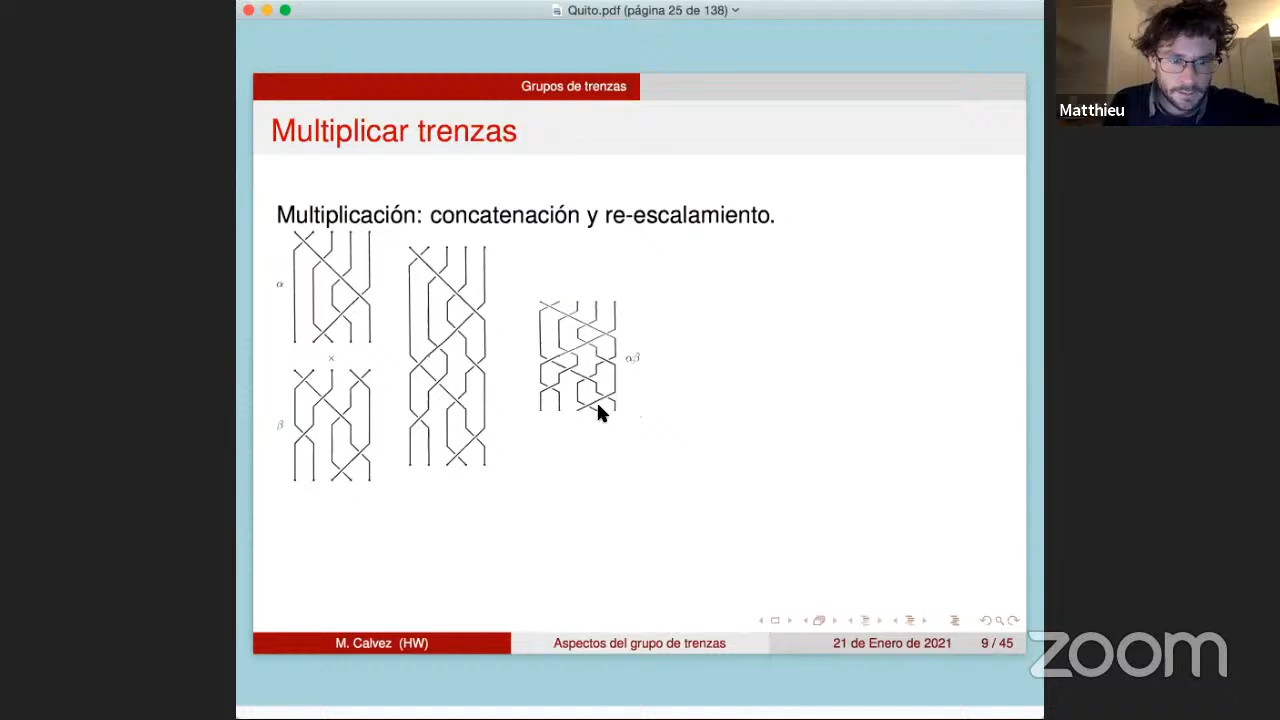 Quito.pdf (página 25 de 138)
Matthieu
Grupos de trenzas
Multiplicar trenzas
Multiplicación: concatenación y re-escalamiento.
α
×
β
αβ
M. Calvez (HW)
Aspectos del grupo de trenzas
21 de Enero de 2021
9 / 45
zoom